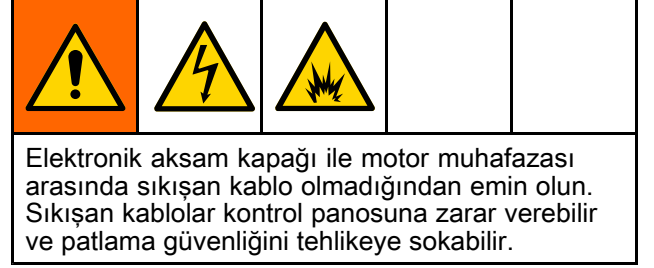 Elektronik aksam kapağı ile motor muhafazası
arasında sıkışan kablo olmadığından emin olun.
Sıkışan kablolar kontrol panosuna zarar verebilir
ve patlama güvenliğini tehlikeye sokabilir.